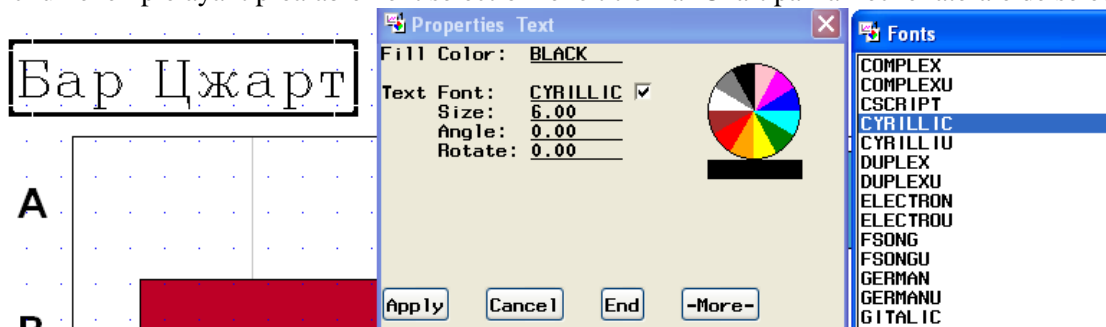 Бар Цжарт
A
Properties Text
Fill Color: BLACK
Text Font: CYRILLIC
Size: 6.00
Angle: 0.00
Rotate: 0.00
Apply Cancel End -More-
Fonts
COMPLEX
COMPLEXU
CSCRIPT
CYRILLIC
CYRILLIU
DUPLEX
DUPLEXU
ELECTRON
ELECTROU
FSONG
FSONGU
GERMAN
GERMANU
GITALIC